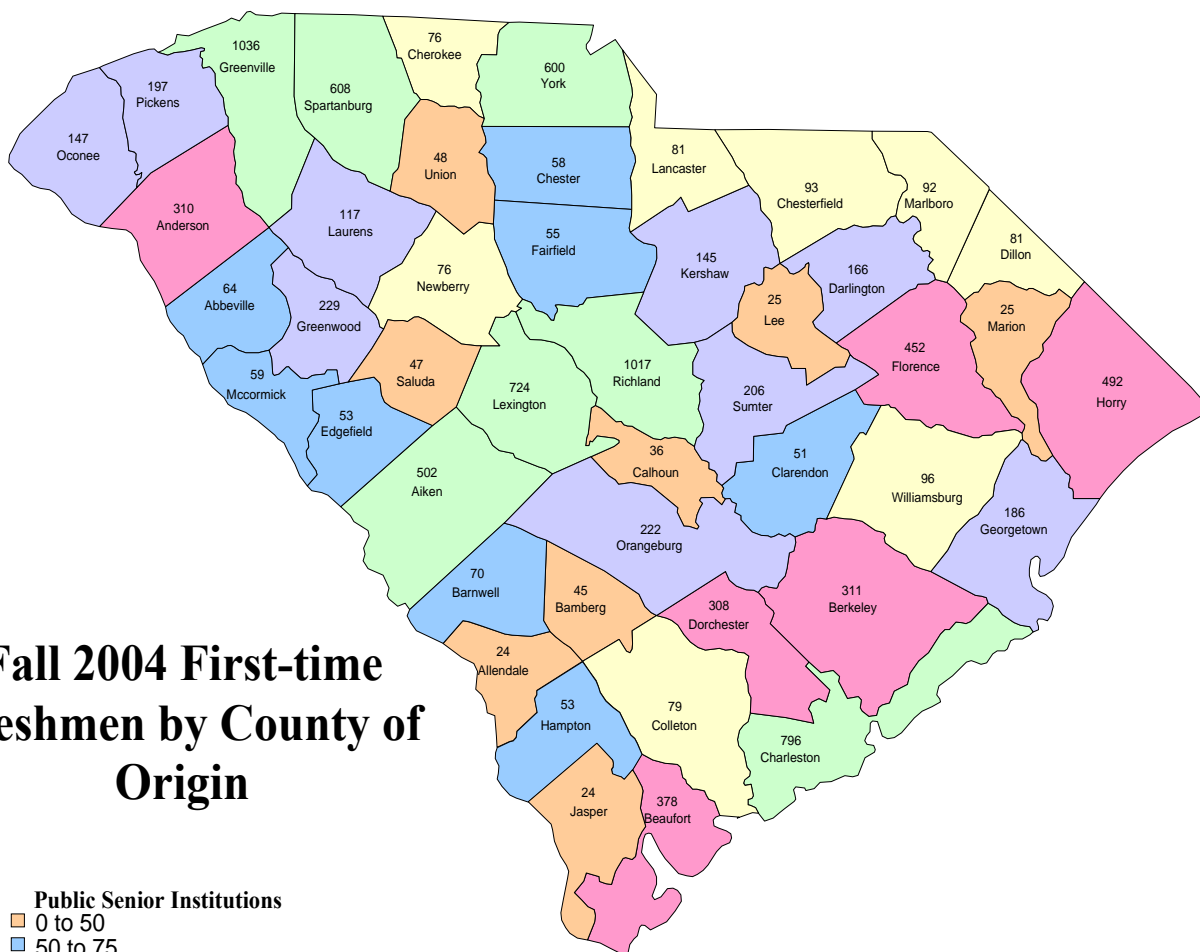 1036
Greenville
76
Cherokee
600
York
608
Spartanburg
197
Pickens
147
Oconee
310
Anderson
48
Union
58
Chester
81
Lancaster
93
Chesterfield
92
Marlboro
81
Dillon
117
Laurens
55
Fairfield
145
Kershaw
166
Darlington
76
Newberry
64
Abbeville
229
Greenwood
25
Lee
25
Marion
452
Florence
492
Horry
59
Mccormick
47
Saluda
724
Lexington
1017
Richland
206
Sumter
53
Edgefield
36
Calhoun
51
Clarendon
96
Williamsburg
186
Georgetown
502
Aiken
222
Orangeburg
70
Barnwell
45
Bamberg
308
Dorchester
311
Berkeley
24
Allendale
53
Hampton
79
Colleton
796
Charleston
24
Jasper
378
Beaufort
Fall 2004 First-time
eshmen by County of
Origin
Public Senior Institutions
0 to 50
50 to 75